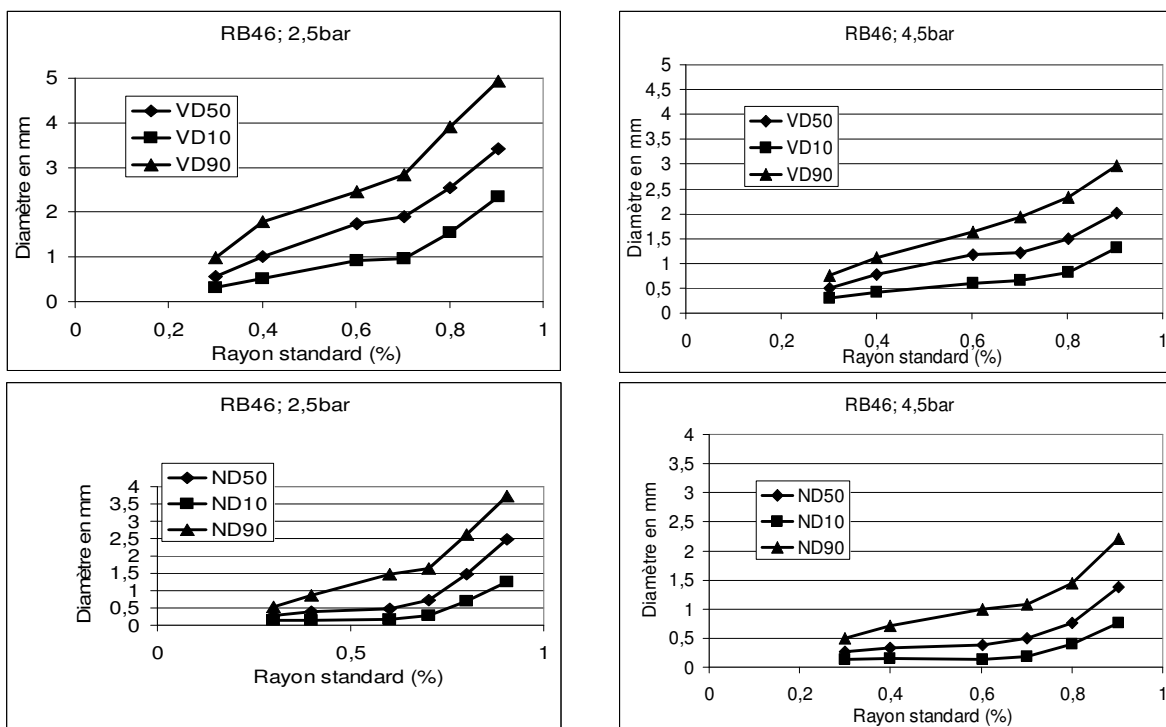 RB46; 2,5bar
Diamètre en mm
5
4
3
2
1
0
VD50
VD10
VD90
0 0,2 0,4 0,6 0,8 1
Rayon standard (%)
RB46; 4,5bar
Diamètre en mm
5
4,5
4
3,5
3
2,5
2
1,5
1
0,5
0
VD50
VD10
VD90
0 0,2 0,4 0,6 0,8 1
Rayon standard (%)
RB46; 2,5bar
Diamètre en mm
4
3,5
3
2,5
2
1,5
1
0,5
0
ND50
ND10
ND90
0 0,5 1
Rayon standard (%)
RB46; 4,5bar
Diamètre en mm
4
3,5
3
2,5
2
1,5
1
0,5
0
ND50
ND10
ND90
0 0,2 0,4 0,6 0,8 1
Rayon standard (%)